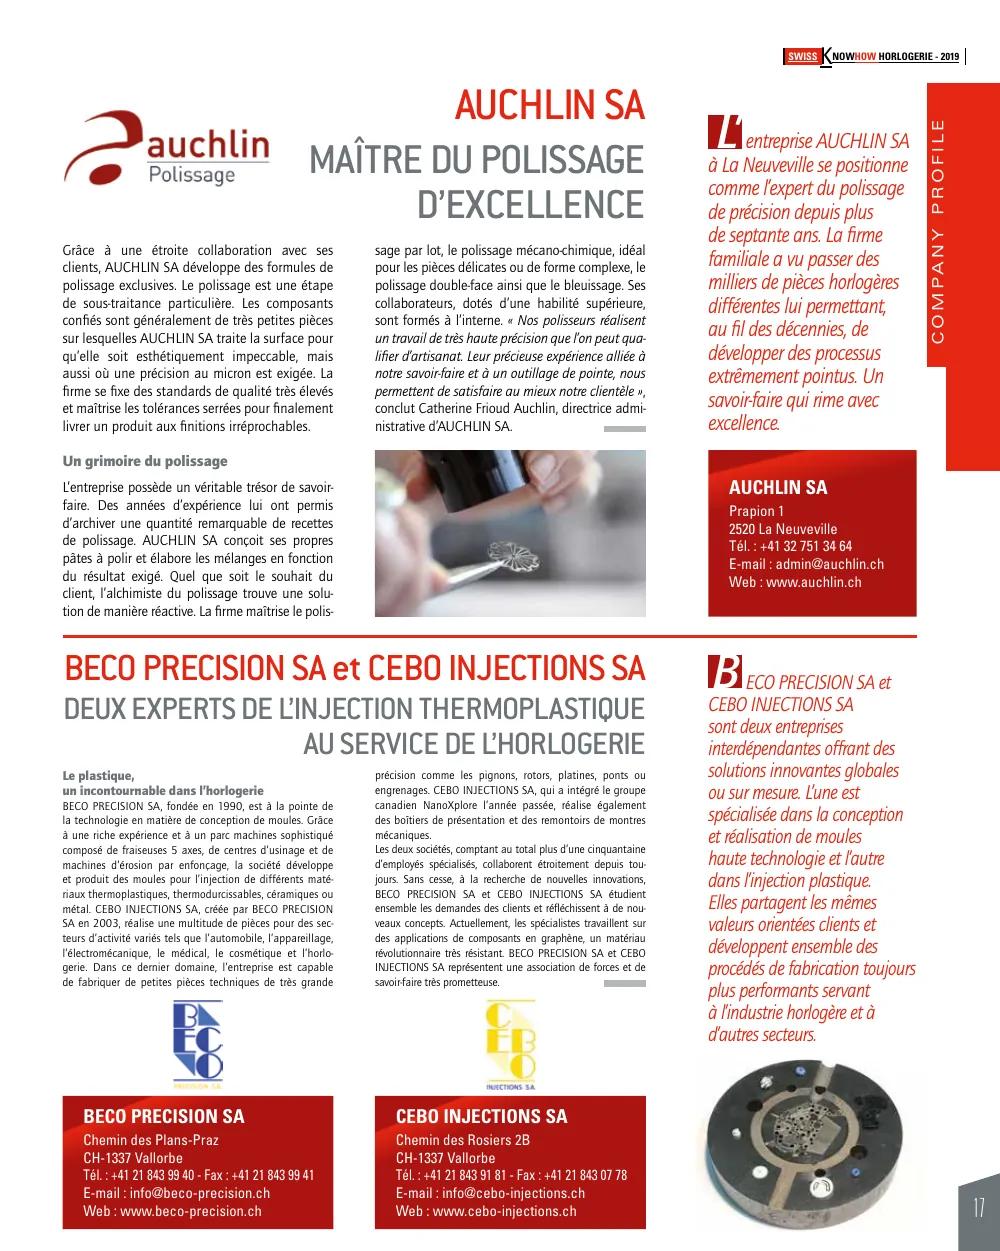 SWISS KNOWHOW HORLOGERIE - 2019
COMPANY PROFILE
auchlin
Polissage
AUCHLIN SA
MAÎTRE DU POLISSAGE
D’EXCELLENCE
Grâce à une étroite collaboration avec ses
clients, AUCHLIN SA développe des formules de
polissage exclusives. Le polissage est une étape
de sous-traitance particulière. Les composants
confiés sont généralement de très petites pièces
sur lesquelles AUCHLIN SA traite la surface pour
qu’elle soit esthétiquement impeccable, mais
aussi où une précision au micron est exigée. La
firme se fixe des standards de qualité très élevés
et maîtrise les tolérances serrées pour finalement
livrer un produit aux finitions irréprochables.
Un grimoire du polissage
L’entreprise possède un véritable trésor de savoir-
faire. Des années d’expérience lui ont permis
d’archiver une quantité remarquable de recettes
de polissage. AUCHLIN SA conçoit ses propres
pâtes à polir et élabore les mélanges en fonction
du résultat exigé. Quel que soit le souhait du
client, l’alchimiste du polissage trouve une solu-
tion de manière réactive. La firme maîtrise le polis-
sage par lot, le polissage mécano-chimique, idéal
pour les pièces délicates ou de forme complexe, le
polissage double-face ainsi que le bleuissage. Ses
collaborateurs, dotés d’une habilité supérieure,
sont formés à l’interne. « Nos polisseurs réalisent
un travail de très haute précision que l’on peut qua-
lifier d’artisanat. Leur précieuse expérience alliée à
notre savoir-faire et à un outillage de pointe, nous
permettent de satisfaire au mieux notre clientèle »,
conclut Catherine Frioud Auchlin, directrice admi-
nistrative d’AUCHLIN SA.
L’entreprise AUCHLIN SA
à La Neuveville se positionne
comme l’expert du polissage
de précision depuis plus
de septante ans. La firme
familiale a vu passer des
milliers de pièces horlogères
différentes lui permettant,
au fil des décennies, de
développer des processus
extrêmement pointus. Un
savoir-faire qui rime avec
excellence.
AUCHLIN SA
Prapion 1
2520 La Neuveville
Tél. : +41 32 751 34 64
E-mail : admin@auchlin.ch
Web : www.auchlin.ch
BECO PRECISION SA et CEBO INJECTIONS SA
DEUX EXPERTS DE L’INJECTION THERMOPLASTIQUE
AU SERVICE DE L’HORLOGERIE
Le plastique,
un incontournable dans l’horlogerie
BECO PRECISION SA, fondée en 1990, est à la pointe de
la technologie en matière de conception de moules. Grâce
à une riche expérience et à un parc machines sophistiqué
composé de fraiseuses 5 axes, de centres d’usinage et de
machines d’érosion par enfonçage, la société développe
et produit des moules pour l’injection de différents maté-
riaux thermoplastiques, thermodurcissables, céramiques ou
métal. CEBO INJECTIONS SA, créée par BECO PRECISION
SA en 2003, réalise une multitude de pièces pour des sec-
teurs d’activité variés tels que l’automobile, l’appareillage,
l’électromécanique, le médical, le cosmétique et l’horlo-
gerie. Dans ce dernier domaine, l’entreprise est capable
de fabriquer de petites pièces techniques de très grande
précision comme les pignons, rotors, platines, ponts ou
engrenages. CEBO INJECTIONS SA, qui a intégré le groupe
canadien NanoXplore l’année passée, réalise également
des boîtiers de présentation et des remontoirs de montres
mécaniques.
Les deux sociétés, comptant au total plus d’une cinquantaine
d’employés spécialisés, collaborent étroitement depuis tou-
jours. Sans cesse, à la recherche de nouvelles innovations,
BECO PRECISION SA et CEBO INJECTIONS SA étudient
ensemble les demandes des clients et réfléchissent à de nou-
veaux concepts. Actuellement, les spécialistes travaillent sur
des applications de composants en graphène, un matériau
révolutionnaire très résistant. BECO PRECISION SA et CEBO
INJECTIONS SA représentent une association de forces et de
savoir-faire très prometteuse.
BECO PRECISION SA et
CEBO INJECTIONS SA
sont deux entreprises
interdépendantes offrant des
solutions innovantes globales
ou sur mesure. L’une est
spécialisée dans la conception
et réalisation de moules
haute technologie et l’autre
dans l’injection plastique.
Elles partagent les mêmes
valeurs orientées clients et
développent ensemble des
procédés de fabrication toujours
plus performants servant
à l’industrie horlogère et à
d’autres secteurs.
BECO
PRECISION SA
CEBO
INJECTIONS SA
BECO PRECISION SA
Chemin des Plans-Praz
CH-1337 Vallorbe
Tél. : +41 21 843 99 40 - Fax : +41 21 843 99 41
E-mail : info@beco-precision.ch
Web : www.beco-precision.ch
CEBO INJECTIONS SA
Chemin des Rosiers 2B
CH-1337 Vallorbe
Tél. : +41 21 843 91 81 - Fax : +41 21 843 07 78
E-mail : info@cebo-injections.ch
Web : www.cebo-injections.ch
17